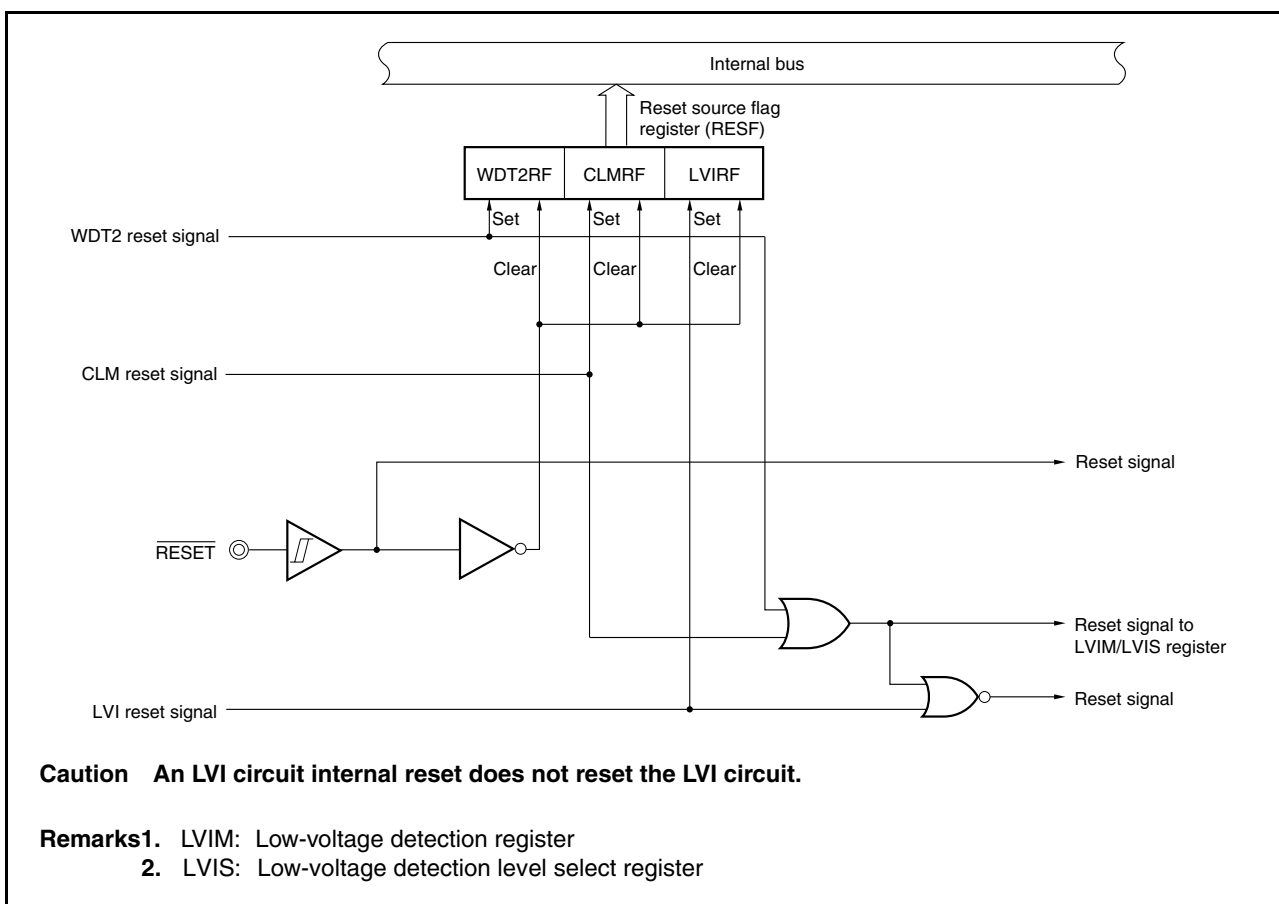 Internal bus
Reset source flag
register (RESF)
WDT2RF CLMRF LVIRF
Set Set Set
WDT2 reset signal
Clear Clear Clear
CLM reset signal
Reset signal
RESET
Reset signal to
LVIM/LVIS register
Reset signal
LVI reset signal
Caution An LVI circuit internal reset does not reset the LVI circuit.
Remarks1. LVIM: Low-voltage detection register
2. LVIS: Low-voltage detection level select register